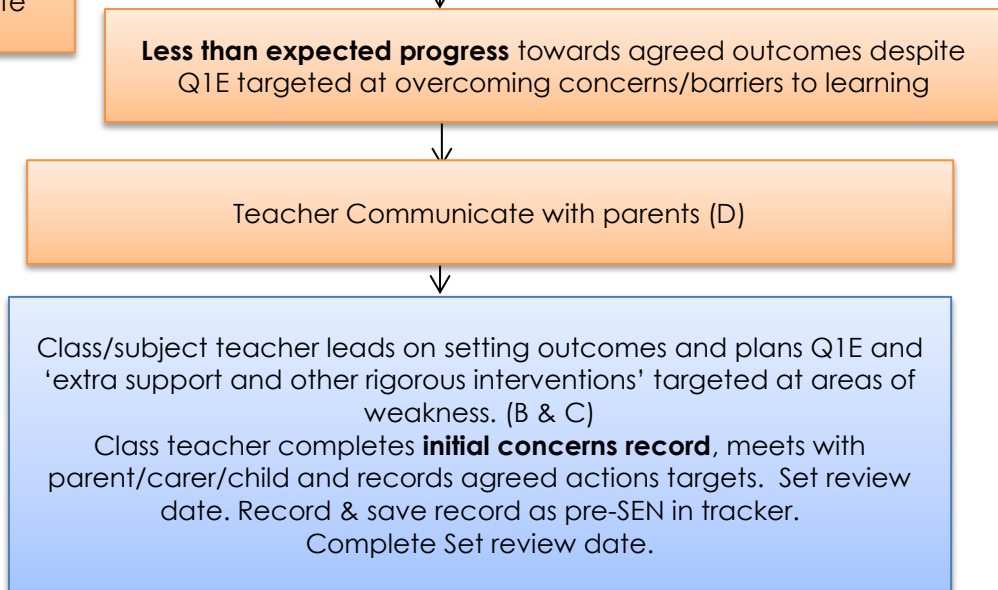 Less than expected progress towards agreed outcomes despite
Q1E targeted at overcoming concerns/barriers to learning
Teacher Communicate with parents (D)
Class/subject teacher leads on setting outcomes and plans Q1E and
‘extra support and other rigorous interventions’ targeted at areas of
weakness. (B & C)
Class teacher completes initial concerns record, meets with
parent/carer/child and records agreed actions targets.  Set review
date. Record & save record as pre-SEN in tracker.
Complete Set review date.